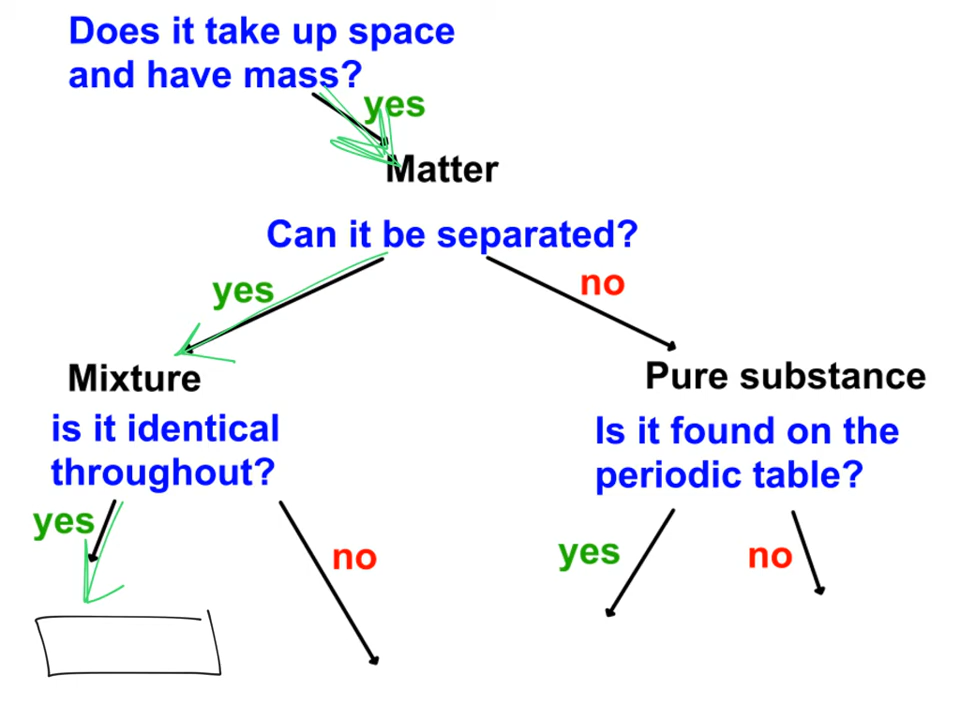 Does it take up space
and have mass?
yes
Matter
Can it be separated?
yes
no
Mixture
Pure substance
is it identical
throughout?
Is it found on the
periodic table?
yes
no
yes
no